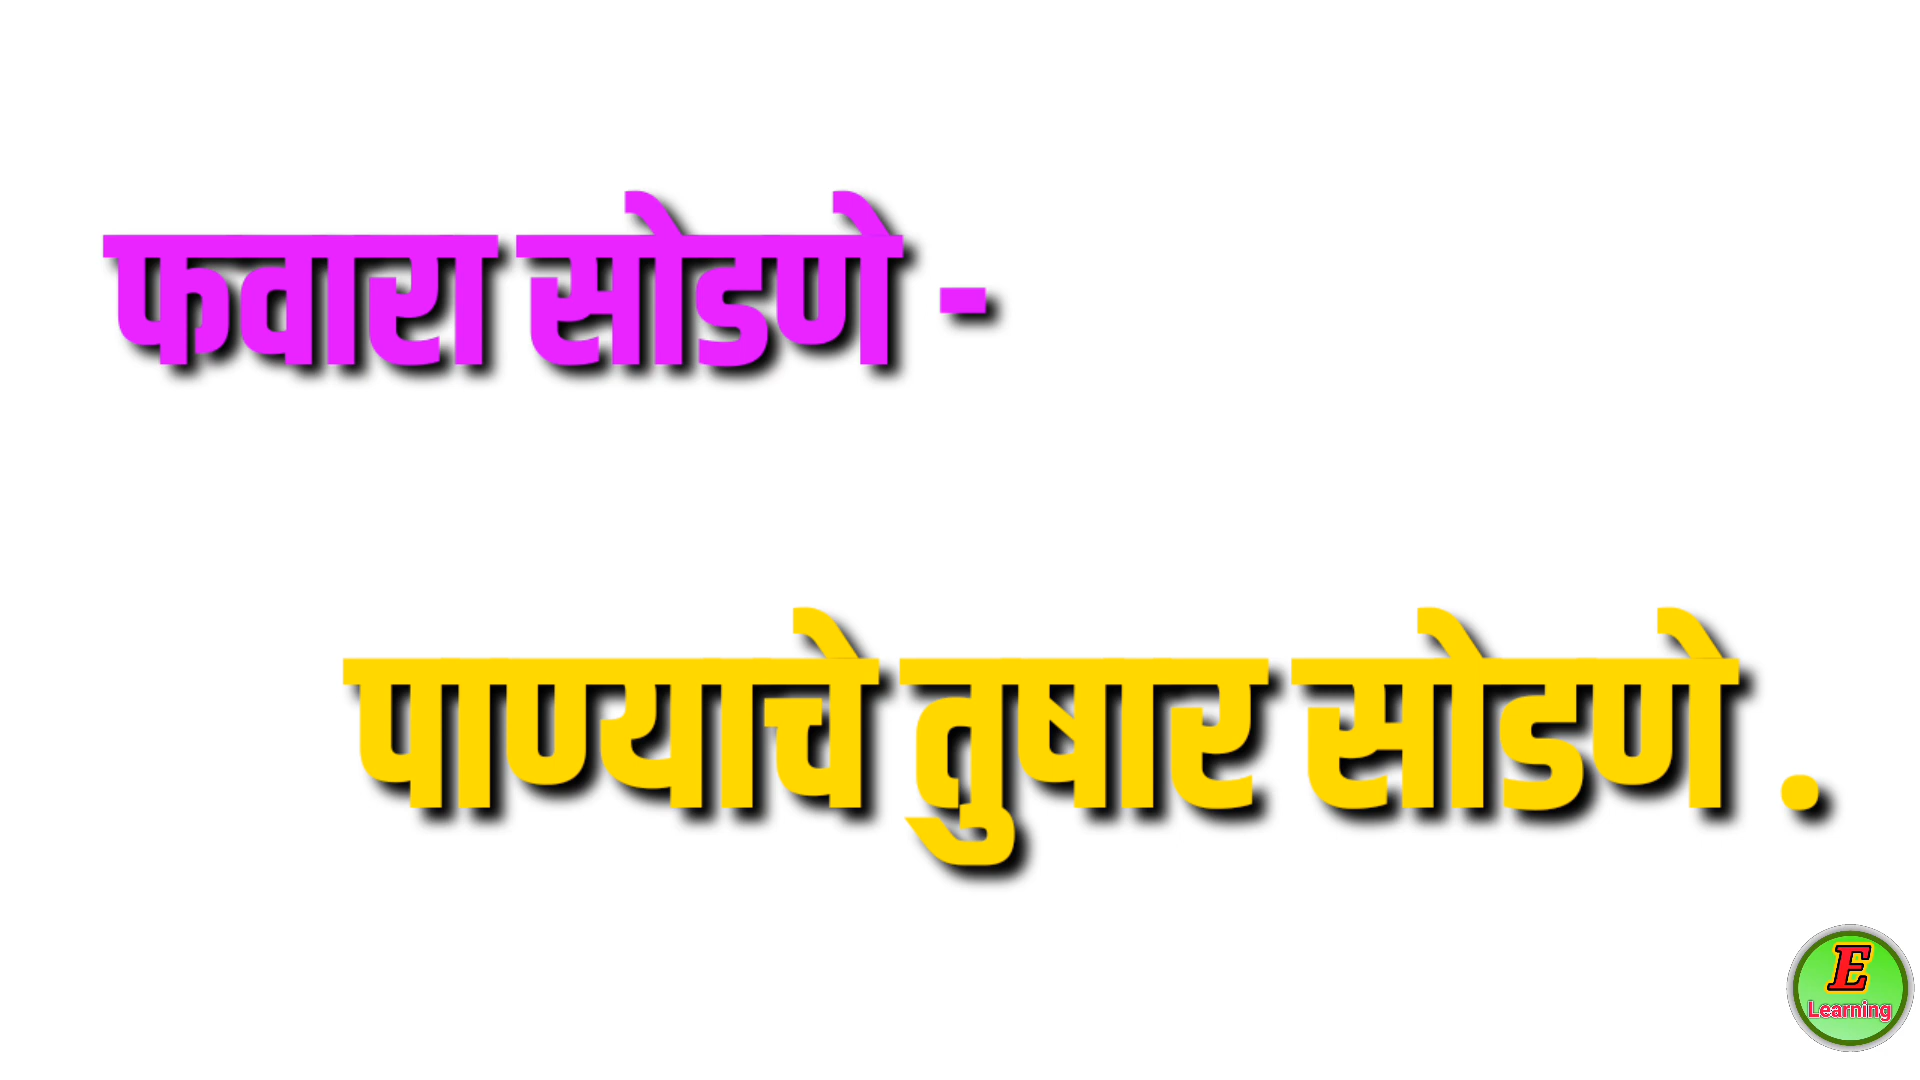 फवारा सोडणे -
पाण्याचे तुषार सोडणे .
E
Learning